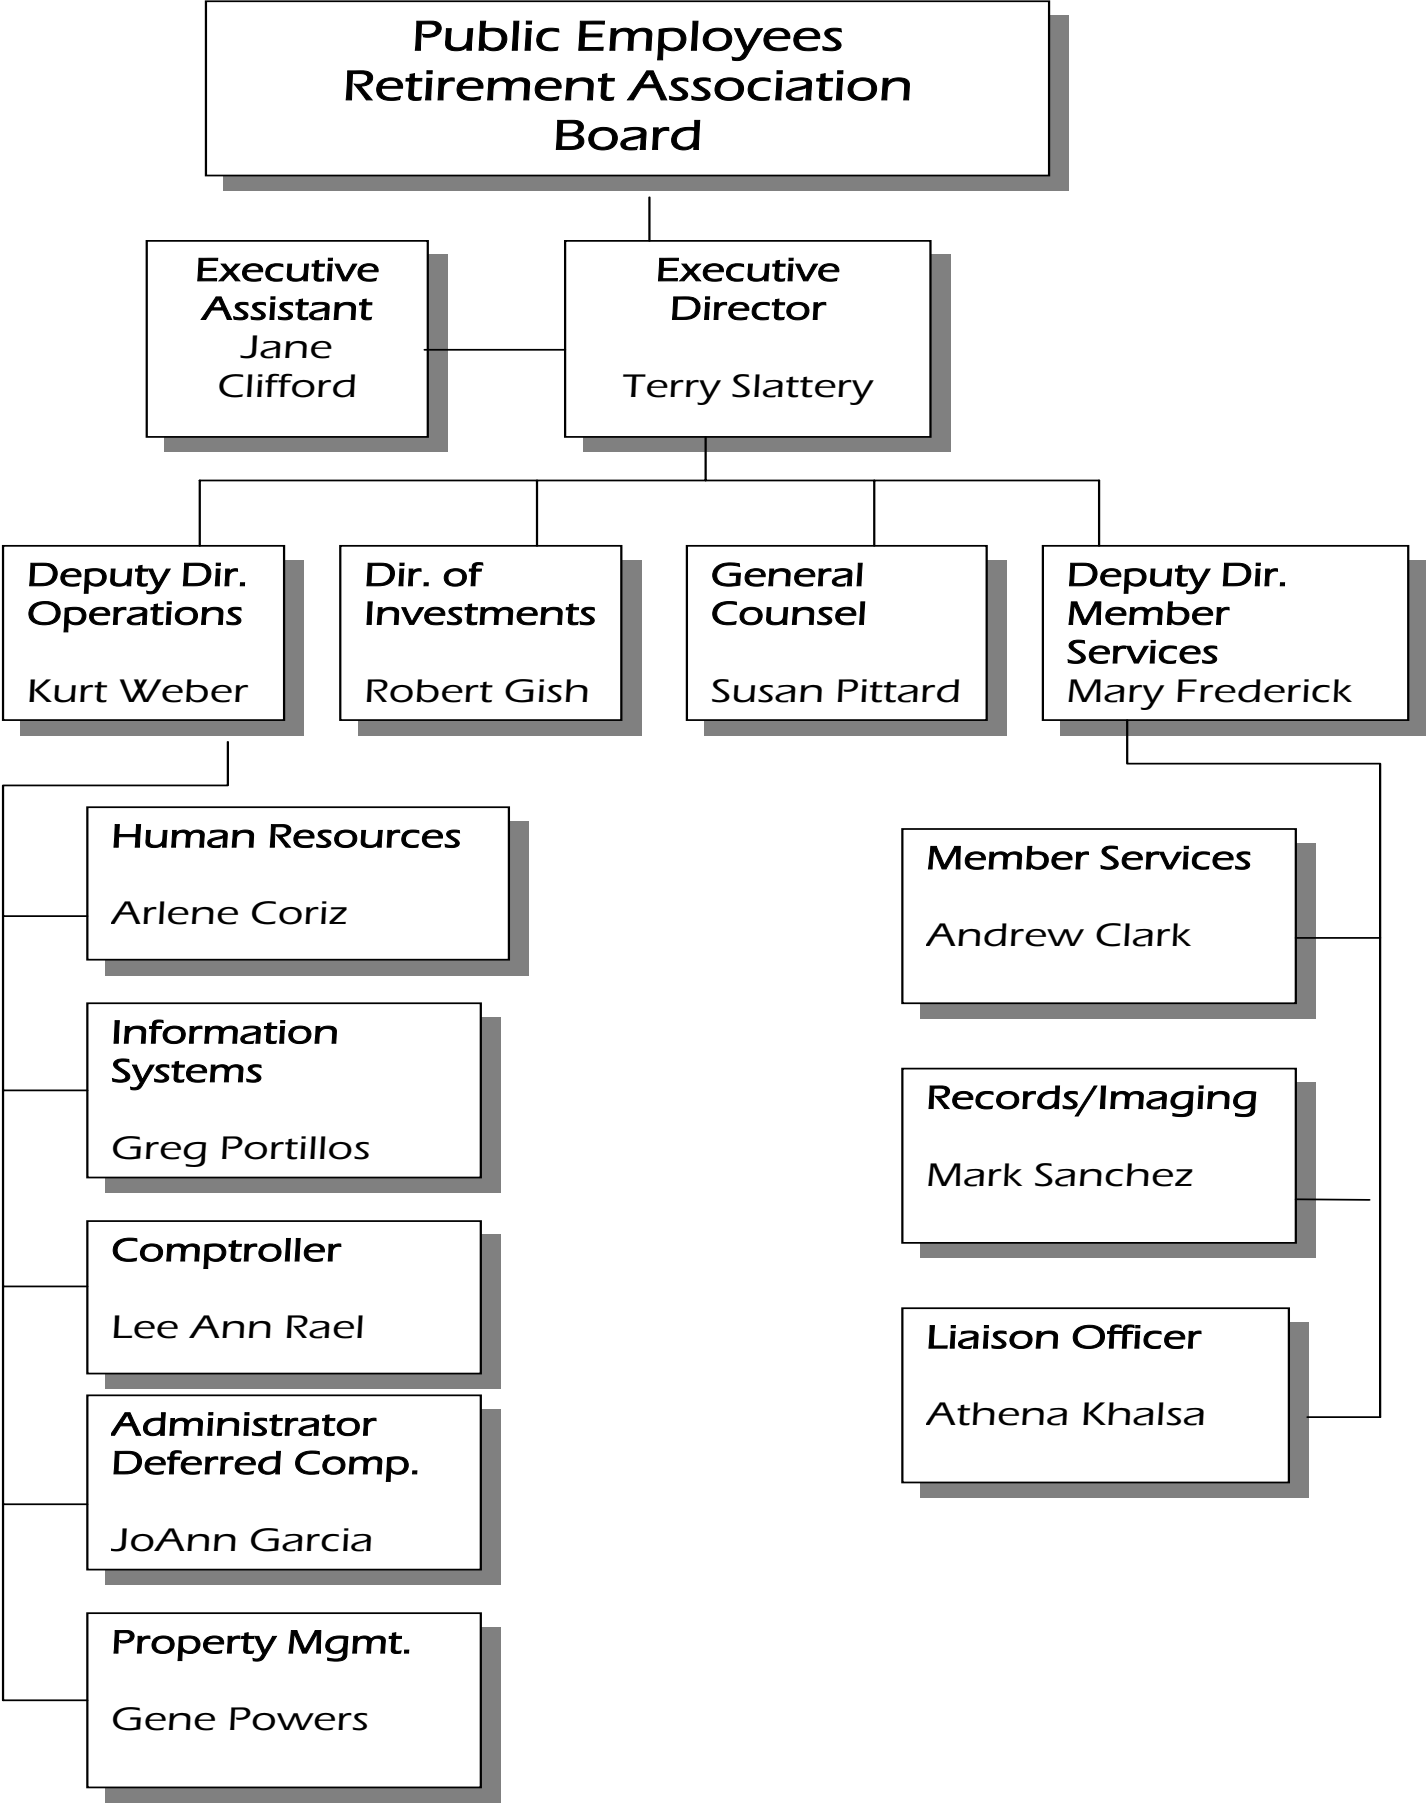 Public Employees
Retirement Association
Board
Executive
Assistant
Jane
Clifford
Executive
Director
Terry Slattery
Deputy Dir.
Operations
Kurt Weber
Dir. of
Investments
Robert Gish
General
Counsel
Susan Pittard
Deputy Dir.
Member
Services
Mary Frederick
Human Resources
Arlene Coriz
Information
Systems
Greg Portillos
Comptroller
Lee Ann Rael
Administrator
Deferred Comp.
JoAnn Garcia
Property Mgmt.
Gene Powers
Member Services
Andrew Clark
Records/Imaging
Mark Sanchez
Liaison Officer
Athena Khalsa